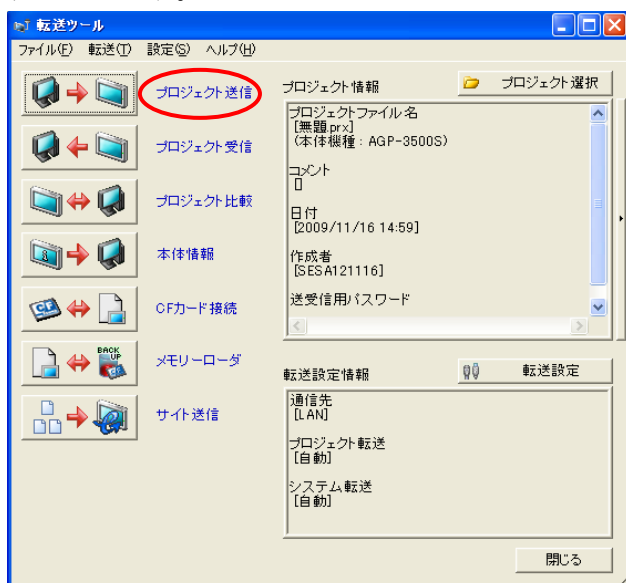 転送ツール
ファイル(F) 転送(T) 設定(S) ヘルプ(H)
プロジェクト送信
プロジェクト受信
プロジェクト比較
本体情報
CFカード接続
メモリーローダ
サイト送信
プロジェクト情報
プロジェクト選択
プロジェクトファイル名
[無題.prx]
(本体機種:AGP-3500S)
コメント
[]
日付
[2009/11/16 14:59]
作成者
[SESA121116]
送受信用パスワード
転送設定情報
転送設定
通信先
[LAN]
プロジェクト転送
[自動]
システム転送
[自動]
閉じる
CF
BACK
UP